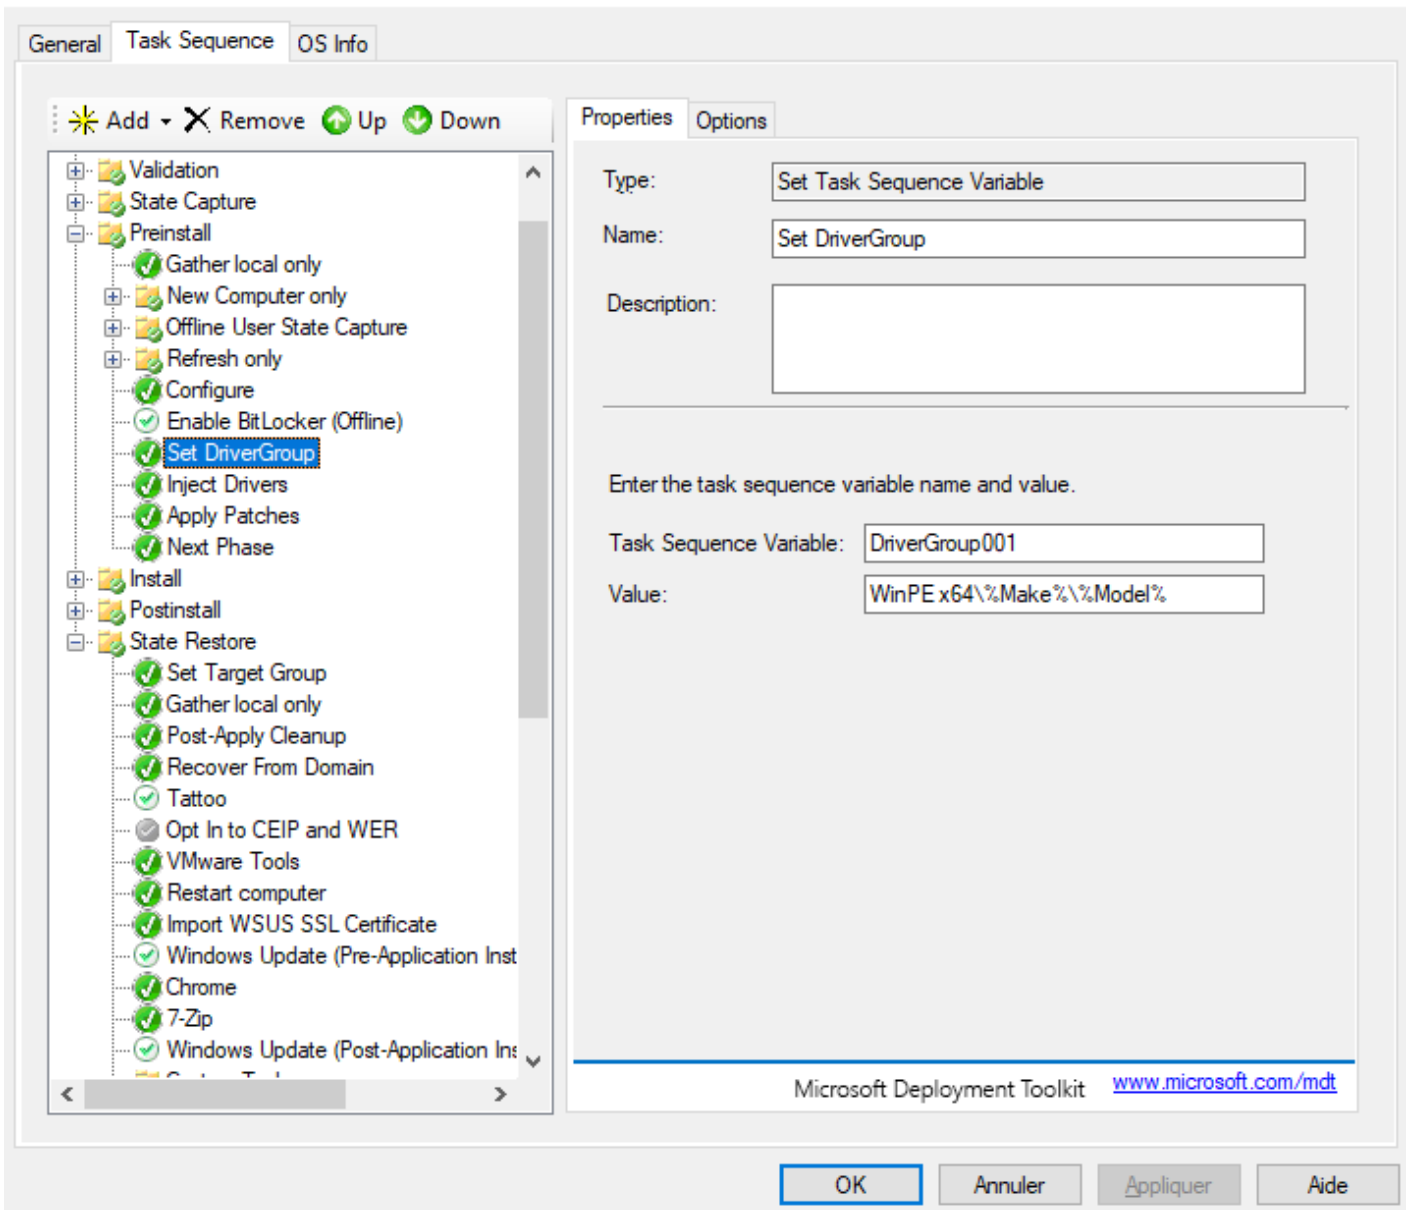 General
Task Sequence
OS Info
Add
Remove
Up
Down
Validation
State Capture
Preinstall
Gather local only
New Computer only
Offline User State Capture
Refresh only
Configure
Enable BitLocker (Offline)
Set DriverGroup
Inject Drivers
Apply Patches
Next Phase
Install
Postinstall
State Restore
Set Target Group
Gather local only
Post-Apply Cleanup
Recover From Domain
Tattoo
Opt In to CEIP and WER
VMware Tools
Restart computer
Import WSUS SSL Certificate
Windows Update (Pre-Application Inst
Chrome
7-Zip
Windows Update (Post-Application Ins
Properties
Options
Type:
Set Task Sequence Variable
Name:
Set DriverGroup
Description:
Enter the task sequence variable name and value.
Task Sequence Variable:
DriverGroup001
Value:
WinPE x64\%Make%\%Model%
Microsoft Deployment Toolkit
www.microsoft.com/mdt
OK
Annuler
Appliquer
Aide